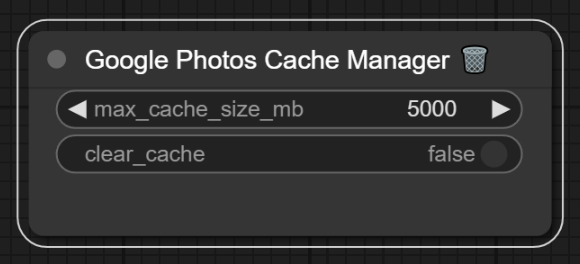 Google Photos Cache Manager 🗑️
max_cache_size_mb 5000
clear_cache false